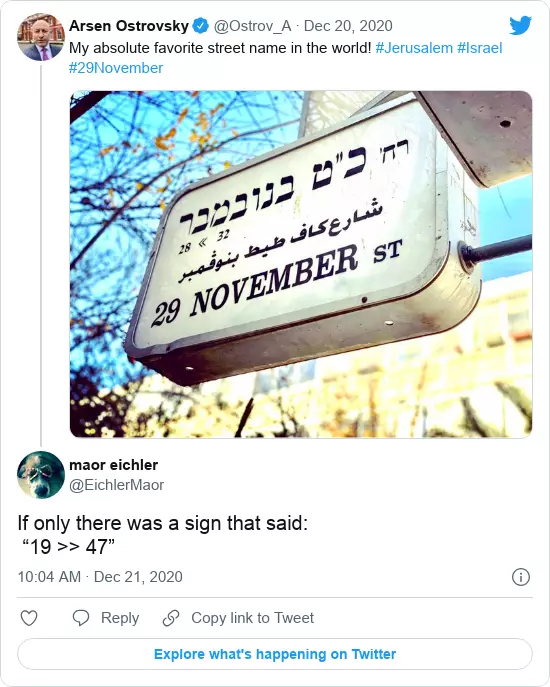 Arsen Ostrovsky @Ostrov_A · Dec 20, 2020
My absolute favorite street name in the world! #Jerusalem #Israel
#29November
רח' כ"ט בנובמבר
28 « 32
شارع كاف طيط بنوڤمبر
29 NOVEMBER ST
maor eichler
@EichlerMaor
If only there was a sign that said:
“19 >> 47”
10:04 AM · Dec 21, 2020
Reply
Copy link to Tweet
Explore what's happening on Twitter